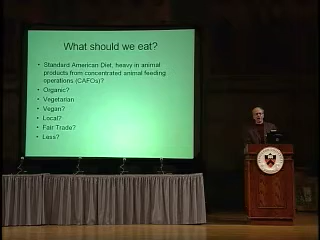 What should we eat?
• Standard American Diet, heavy in animal
products from concentrated animal feeding
operations (CAFOs)?
• Organic?
• Vegetarian
• Vegan?
• Local?
• Fair Trade?
• Less?